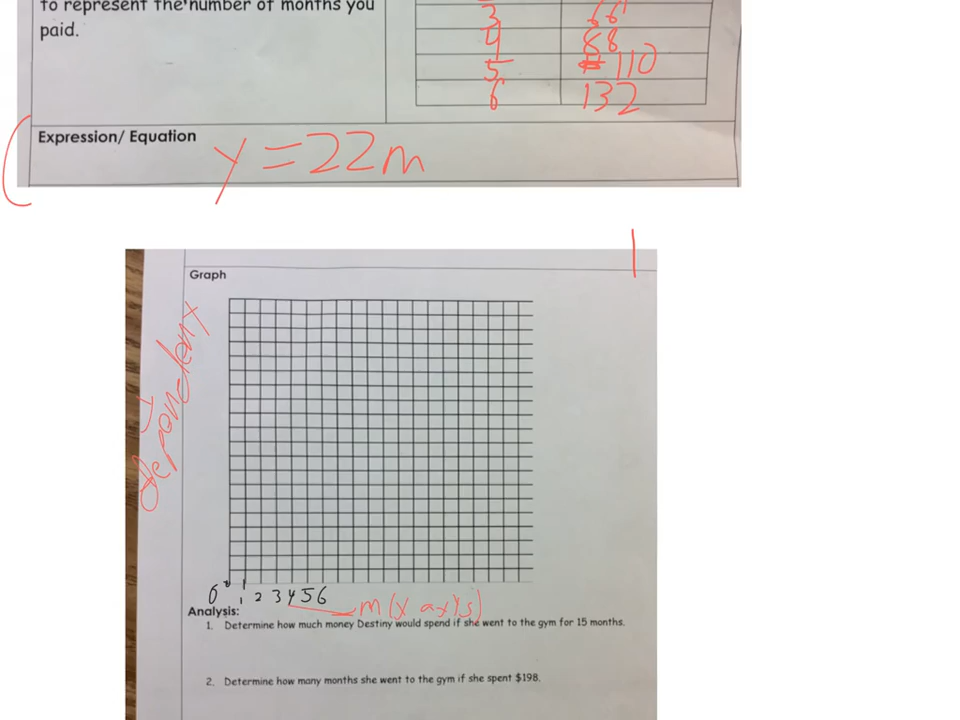 to represent the number of months you
paid.
3 66
4 88
5 110
6 132
Expression/ Equation y = 22m
Graph
dependent y
0 1 2 3 4 5 6
m (x axis)
Analysis:
1. Determine how much money Destiny would spend if she went to the gym for 15 months.
2. Determine how many months she went to the gym if she spent $198.